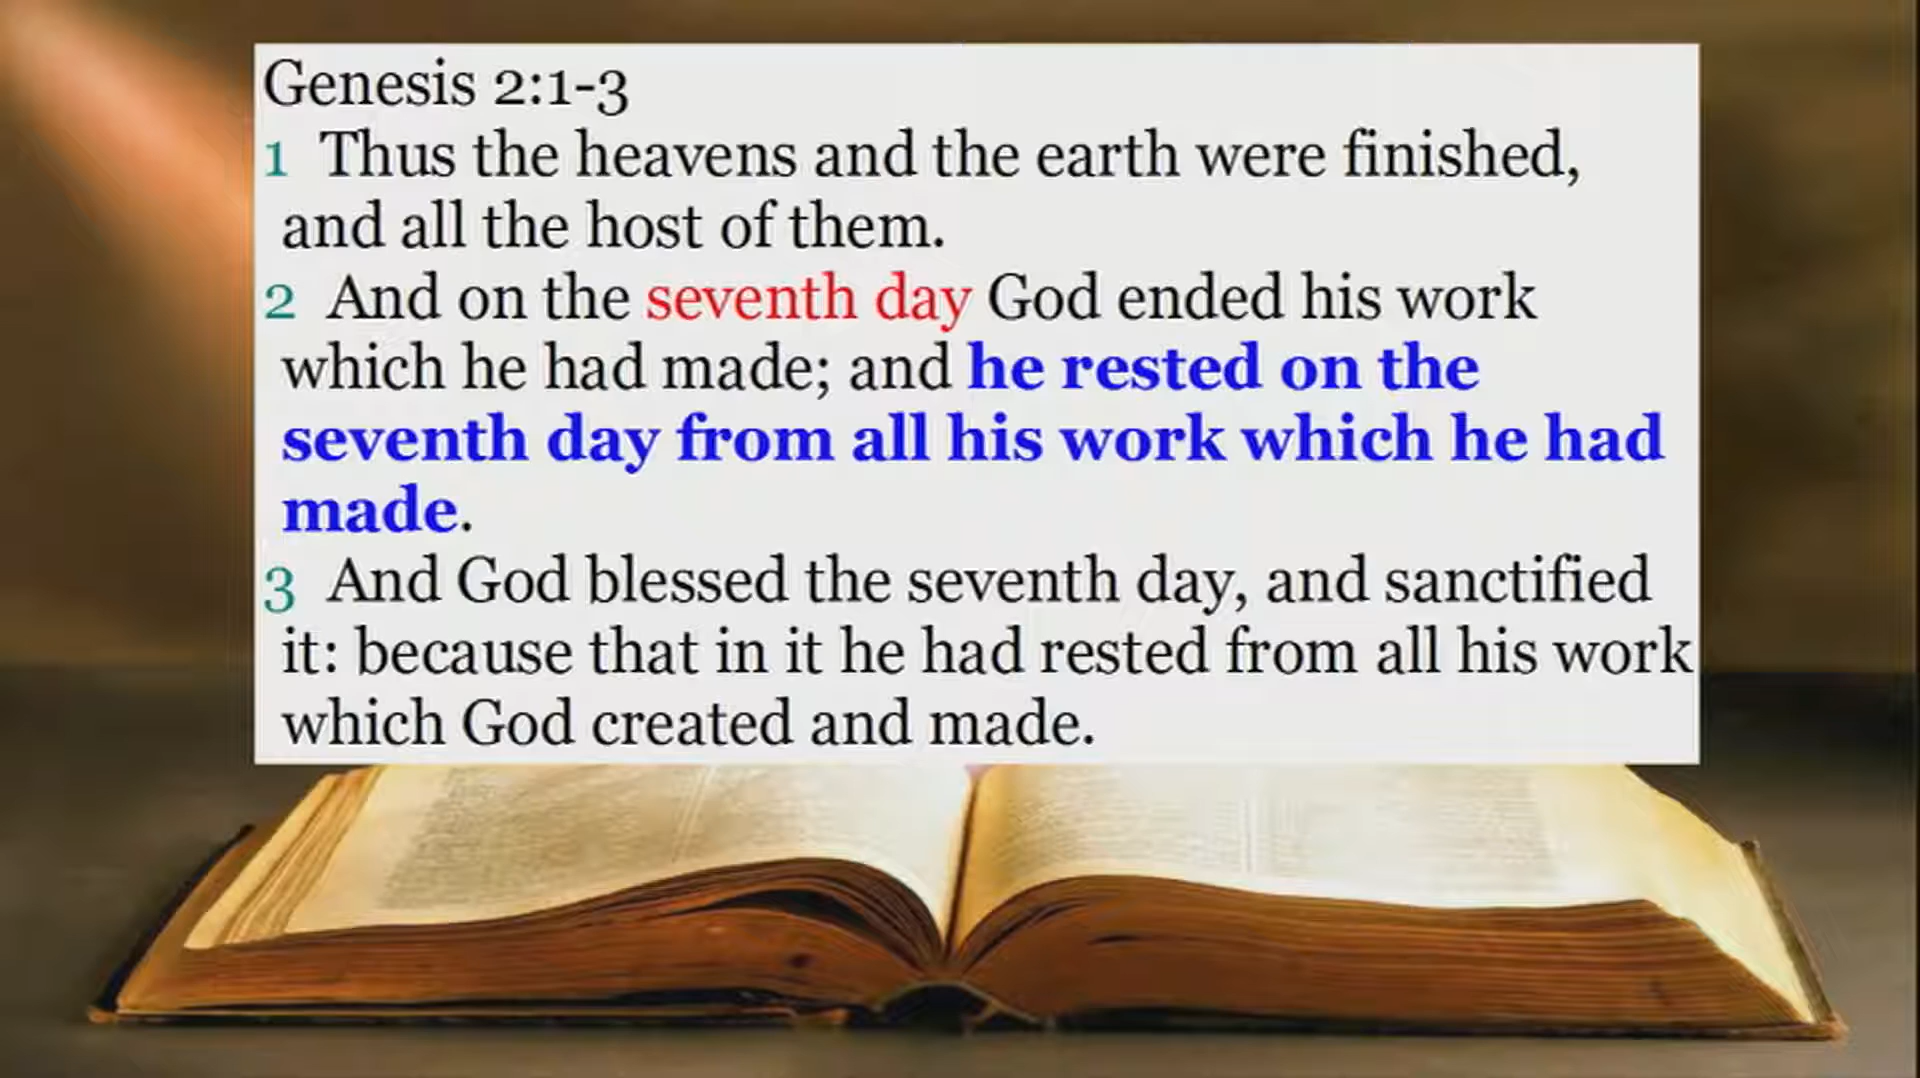 Genesis 2:1-3
1 Thus the heavens and the earth were finished,
and all the host of them.
2 And on the seventh day God ended his work
which he had made; and he rested on the
seventh day from all his work which he had
made.
3 And God blessed the seventh day, and sanctified
it: because that in it he had rested from all his work
which God created and made.